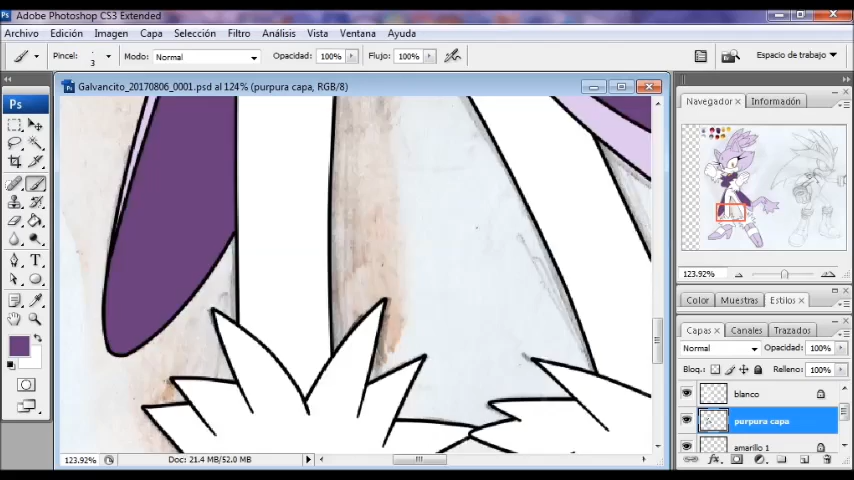 Ps Adobe Photoshop CS3 Extended
Archivo Edición Imagen Capa Selección Filtro Análisis Vista Ventana Ayuda
Pincel: 3 Modo: Normal Opacidad: 100% Flujo: 100% Espacio de trabajo
Galvancito_20170806_0001.psd al 124% (purpura capa, RGB/8)
Navegador × Información
Ps
T
123.92%
Color Muestras Estilos ×
Capas × Canales Trazados
Normal Opacidad: 100%
Bloq.: Relleno: 100%
blanco
purpura capa
amarillo 1
123.92% Doc: 21.4 MB/52.0 MB